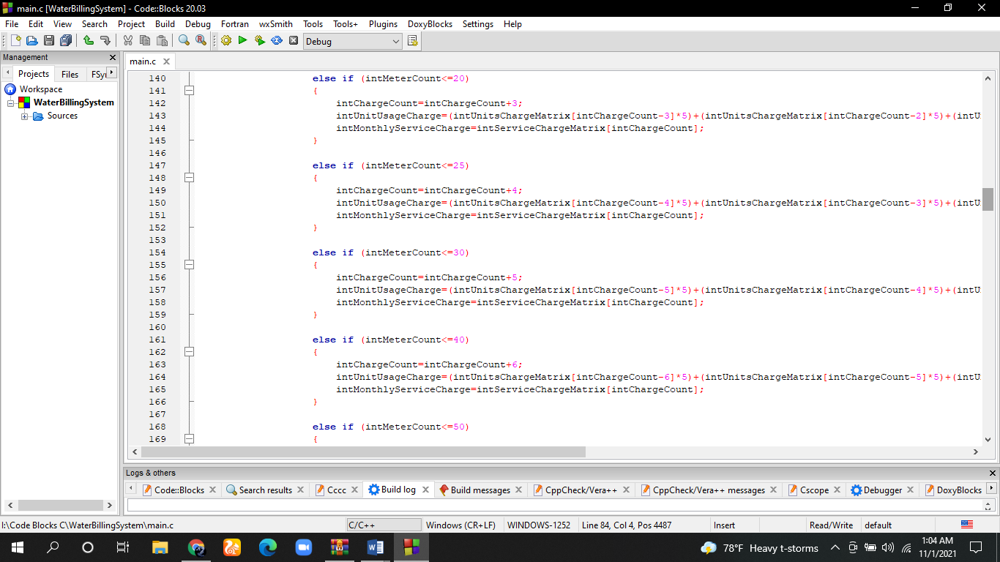 main.c [WaterBillingSystem] - Code::Blocks 20.03
File Edit View Search Project Build Debug Fortran wxSmith Tools Tools+ Plugins DoxyBlocks Settings Help
Debug
Management
Projects Files FSy
Workspace
WaterBillingSystem
Sources
main.c
140 else if (intMeterCount<=20)
141 {
142 intChargeCount=intChargeCount+3;
143 intUnitUsageCharge=(intUnitsChargeMatrix[intChargeCount-3]*5)+(intUnitsChargeMatrix[intChargeCount-2]*5)+(intU
144 intMonthlyServiceCharge=intServiceChargeMatrix[intChargeCount];
145 }
146
147 else if (intMeterCount<=25)
148 {
149 intChargeCount=intChargeCount+4;
150 intUnitUsageCharge=(intUnitsChargeMatrix[intChargeCount-4]*5)+(intUnitsChargeMatrix[intChargeCount-3]*5)+(intU
151 intMonthlyServiceCharge=intServiceChargeMatrix[intChargeCount];
152 }
153
154 else if (intMeterCount<=30)
155 {
156 intChargeCount=intChargeCount+5;
157 intUnitUsageCharge=(intUnitsChargeMatrix[intChargeCount-5]*5)+(intUnitsChargeMatrix[intChargeCount-4]*5)+(intU
158 intMonthlyServiceCharge=intServiceChargeMatrix[intChargeCount];
159 }
160
161 else if (intMeterCount<=40)
162 {
163 intChargeCount=intChargeCount+6;
164 intUnitUsageCharge=(intUnitsChargeMatrix[intChargeCount-6]*5)+(intUnitsChargeMatrix[intChargeCount-5]*5)+(intU
165 intMonthlyServiceCharge=intServiceChargeMatrix[intChargeCount];
166 }
167
168 else if (intMeterCount<=50)
169 {
Logs & others
Code::Blocks Search results Cccc Build log Build messages CppCheck/Vera++ CppCheck/Vera++ messages Cscope Debugger DoxyBlocks
I:\Code Blocks C\WaterBillingSystem\main.c C/C++ Windows (CR+LF) WINDOWS-1252 Line 84, Col 4, Pos 4487 Insert Read/Write default
78°F Heavy t-storms
1:04 AM
11/1/2021